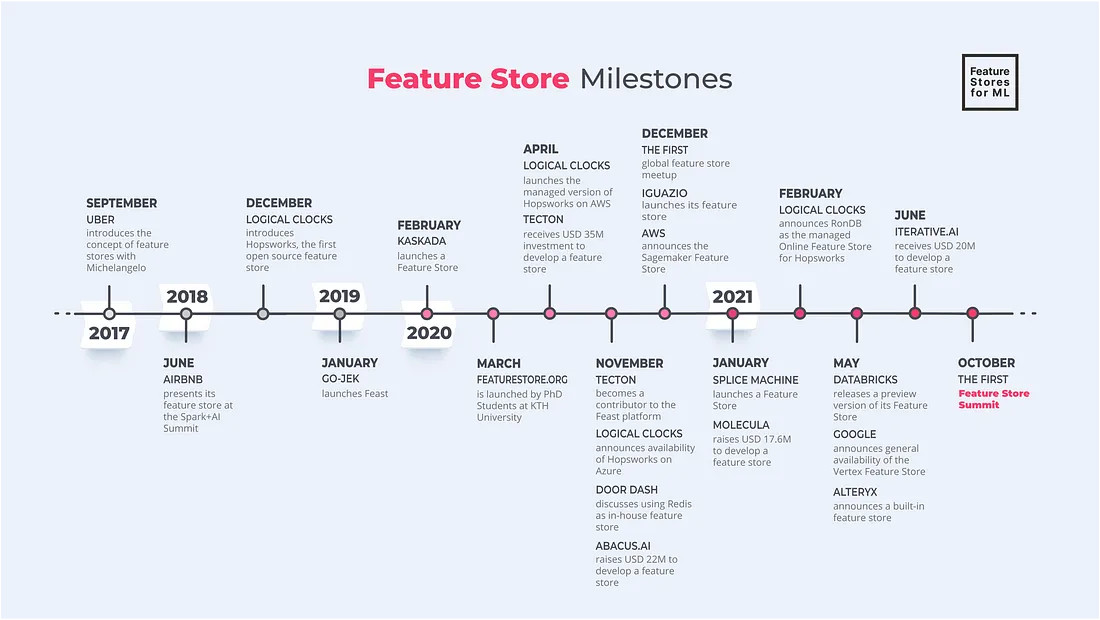 Feature Store Milestones
Feature
Stores
for ML
SEPTEMBER
UBER
introduces the
concept of feature
stores with
Michelangelo
2017
2018
JUNE
AIRBNB
presents its
feature store at
the Spark+AI
Summit
DECEMBER
LOGICAL CLOCKS
introduces
Hopsworks, the first
open source feature
store
2019
JANUARY
GO-JEK
launches Feast
FEBRUARY
KASKADA
launches a
Feature Store
2020
MARCH
FEATURESTORE.ORG
is launched by PhD
Students at KTH
University
APRIL
LOGICAL CLOCKS
launches the
managed version of
Hopsworks on AWS
TECTON
receives USD 35M
investment to
develop a feature
store
NOVEMBER
TECTON
becomes a
contributor to the
Feast platform
LOGICAL CLOCKS
announces availability
of Hopsworks on
Azure
DOOR DASH
discusses using Redis
as in-house feature
store
ABACUS.AI
raises USD 22M to
develop a feature
store
DECEMBER
THE FIRST
global feature store
meetup
IGUAZIO
launches its feature
store
AWS
announces the
Sagemaker Feature
Store
2021
JANUARY
SPLICE MACHINE
launches a Feature
Store
MOLECULA
raises USD 17.6M
to develop a
feature store
FEBRUARY
LOGICAL CLOCKS
announces RonDB
as the managed
Online Feature Store
for Hopsworks
MAY
DATABRICKS
releases a preview
version of its Feature
Store
GOOGLE
announces general
availability of the
Vertex Feature Store
ALTERYX
announces a built-in
feature store
JUNE
ITERATIVE.AI
receives USD 20M
to develop a
feature store
OCTOBER
THE FIRST
Feature Store
Summit